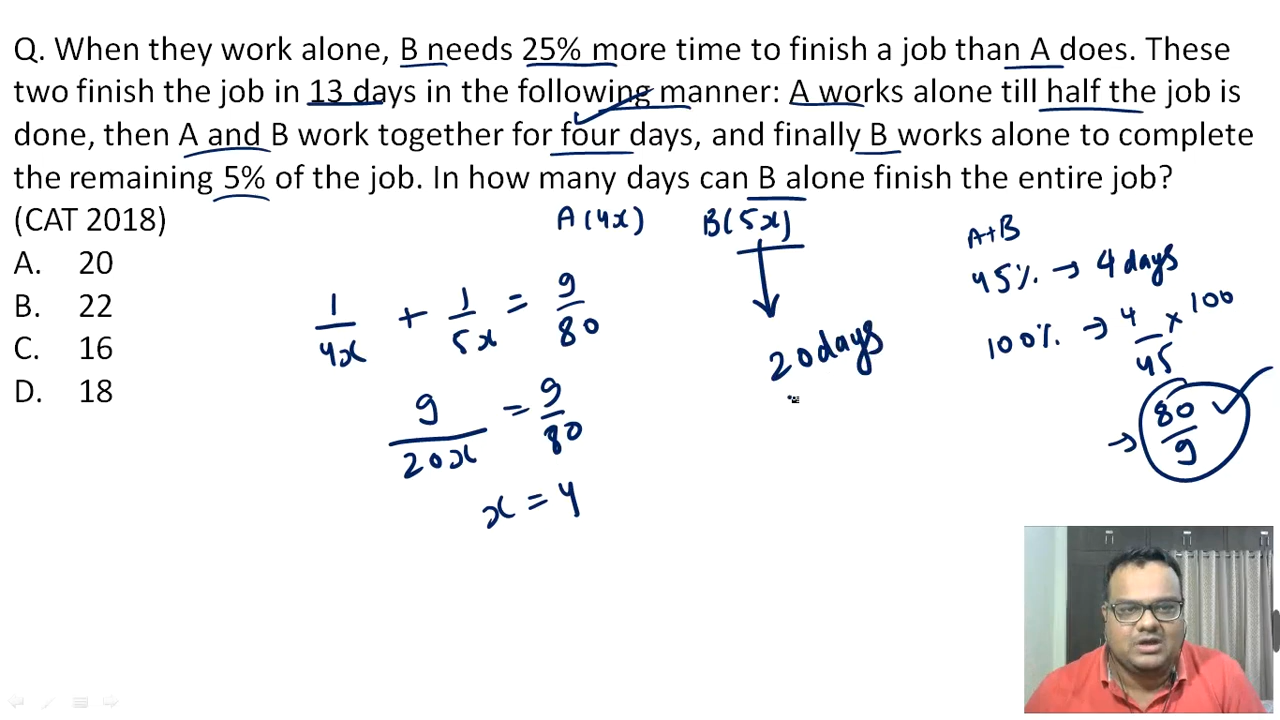 Q. When they work alone, B needs 25% more time to finish a job than A does. These
two finish the job in 13 days in the following manner: A works alone till half the job is
done, then A and B work together for four days, and finally B works alone to complete
the remaining 5% of the job. In how many days can B alone finish the entire job?
(CAT 2018)
A. 20
B. 22
C. 16
D. 18
A(4x) B(5x)
20 days
1/4x + 1/5x = 9/80
9/20x = 9/80
x = 4
A+B
45% → 4 days
100% → 4/45 × 100
→ 80/9